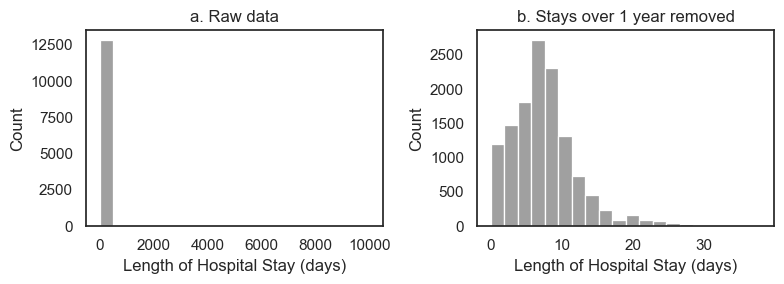 a. Raw data
12500
10000
7500
5000
2500
0
Count
0 2000 4000 6000 8000 10000
Length of Hospital Stay (days)
b. Stays over 1 year removed
2500
2000
1500
1000
500
0
Count
0 10 20 30
Length of Hospital Stay (days)